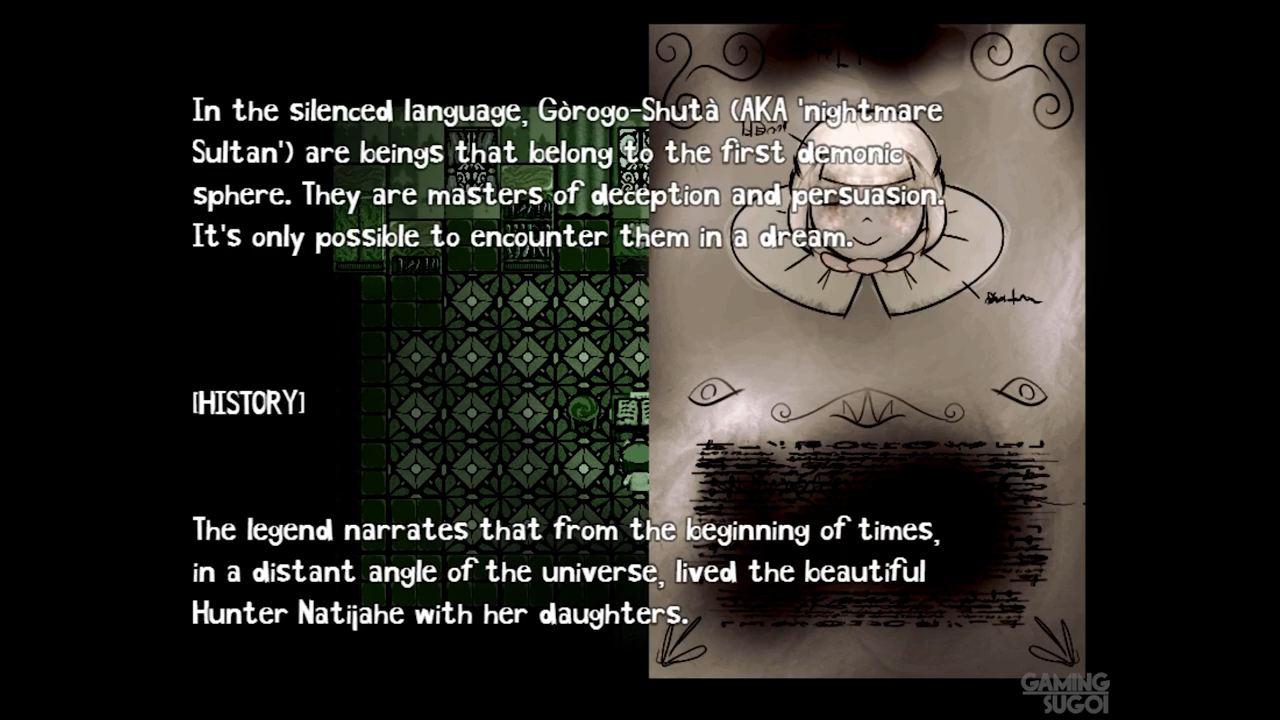 In the silenced language, Gòrogo-Shutà (AKA 'nightmare
Sultan') are beings that belong to the first demonic
sphere. They are masters of deception and persuasion.
It's only possible to encounter them in a dream.
[HISTORY]
The legend narrates that from the beginning of times,
in a distant angle of the universe, lived the beautiful
Hunter Natijahe with her daughters.
GAMING
SUGOI